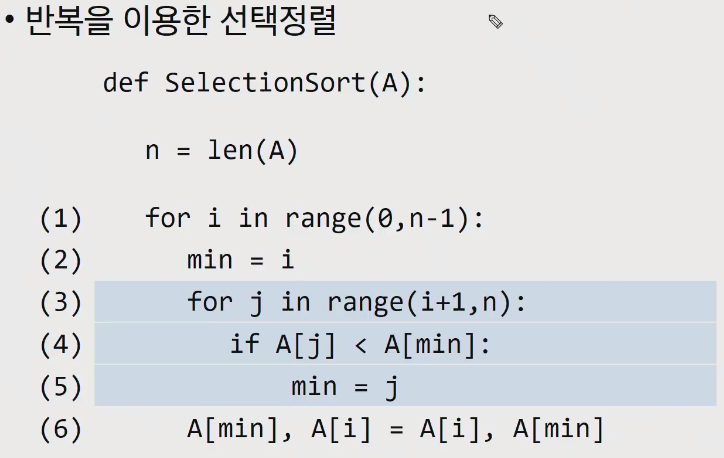 • 반복을 이용한 선택정렬
def SelectionSort(A):
n = len(A)
(1) for i in range(0,n-1):
(2) min = i
(3) for j in range(i+1,n):
(4) if A[j] < A[min]:
(5) min = j
(6) A[min], A[i] = A[i], A[min]